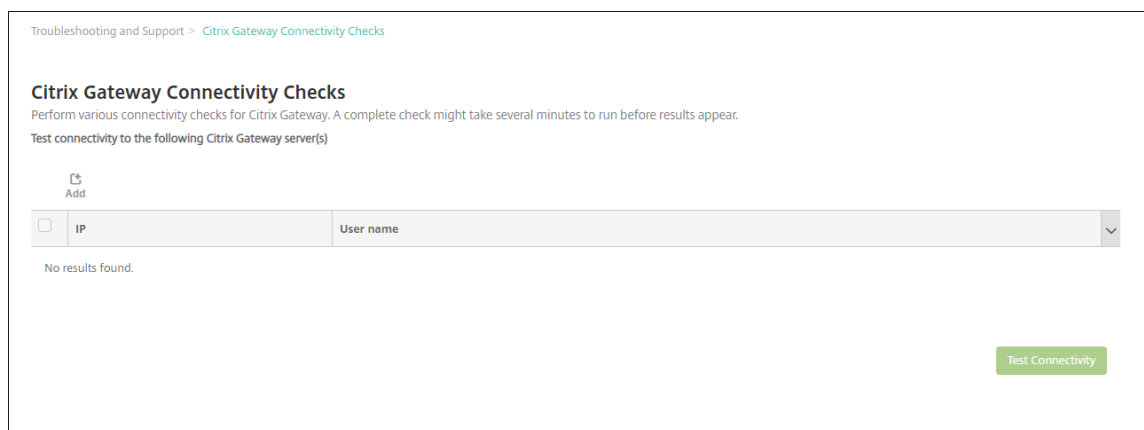 Troubleshooting and Support > Citrix Gateway Connectivity Checks
Citrix Gateway Connectivity Checks
Perform various connectivity checks for Citrix Gateway. A complete check might take several minutes to run before results appear.
Test connectivity to the following Citrix Gateway server(s)
Add
IP User name
No results found.
Test Connectivity